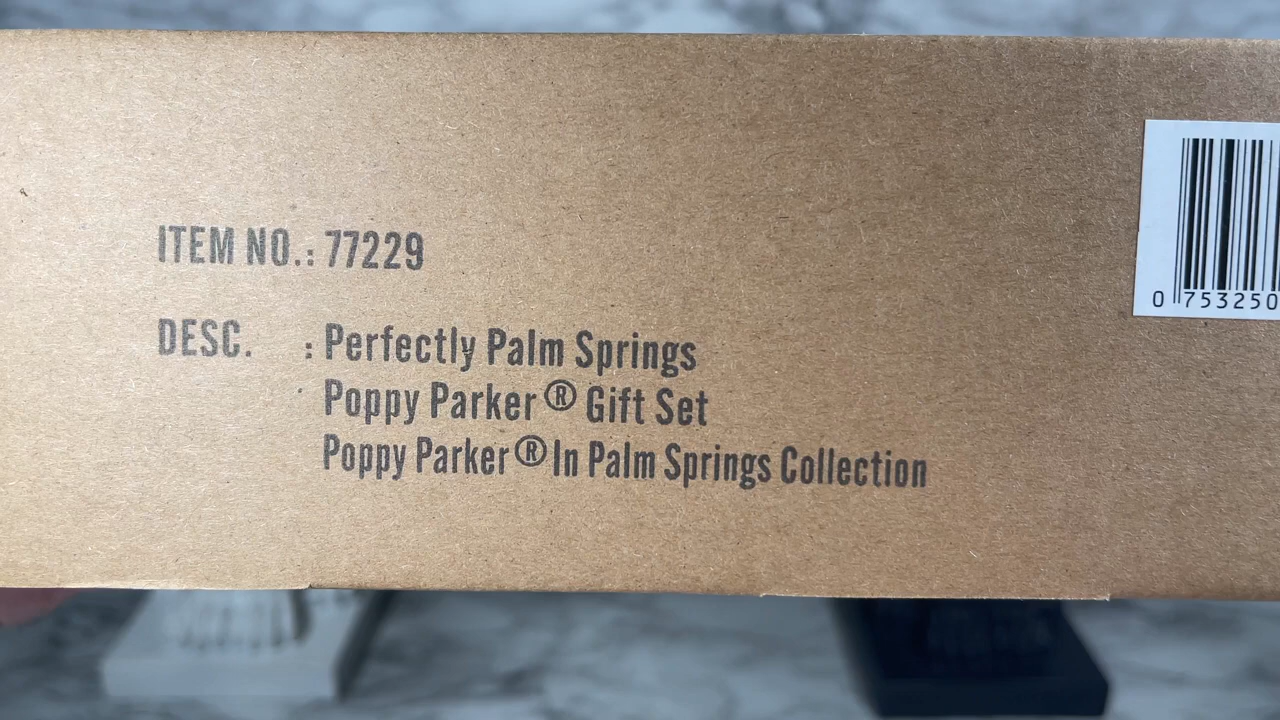 ITEM NO.: 77229
DESC. : Perfectly Palm Springs
Poppy Parker® Gift Set
Poppy Parker® In Palm Springs Collection
0 753250